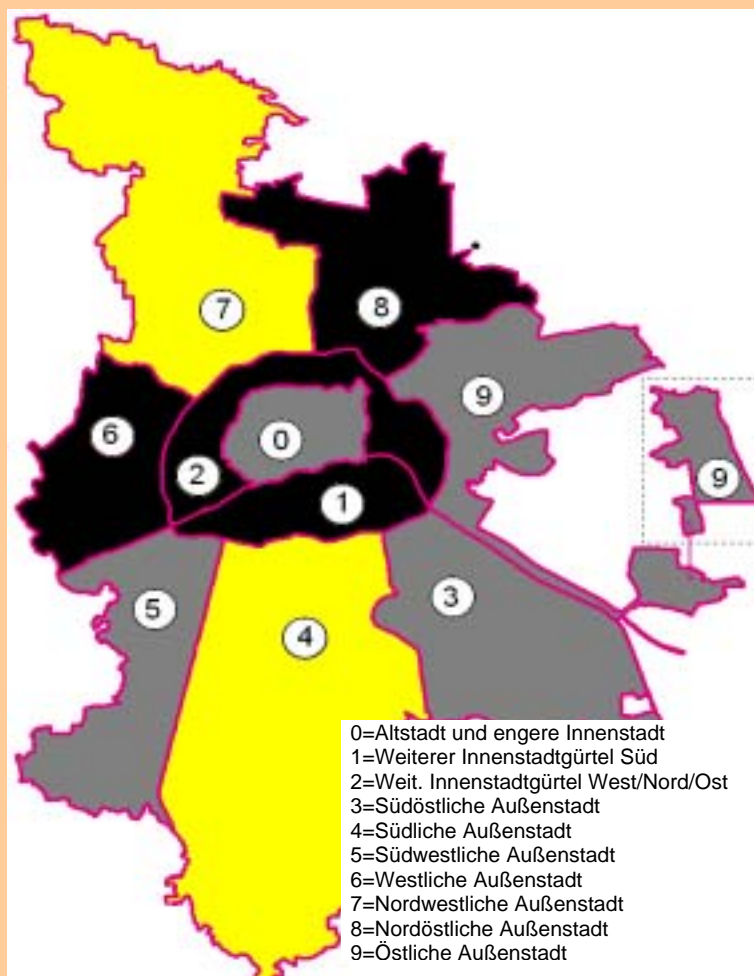 7
8
9
6
0
2
9
1
5
3
4
0=Altstadt und engere Innenstadt
1=Weiterer Innenstadtgürtel Süd
2=Weit. Innenstadtgürtel West/Nord/Ost
3=Südöstliche Außenstadt
4=Südliche Außenstadt
5=Südwestliche Außenstadt
6=Westliche Außenstadt
7=Nordwestliche Außenstadt
8=Nordöstliche Außenstadt
9=Östliche Außenstadt